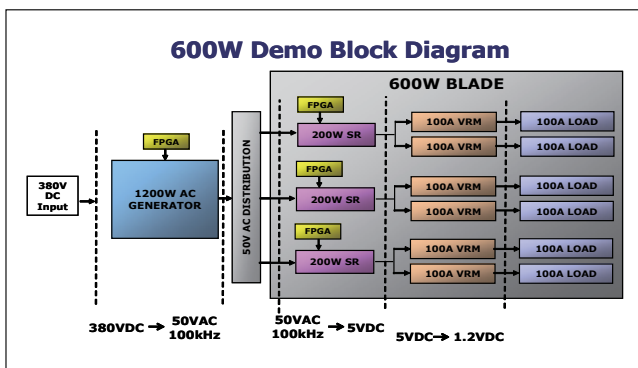 600W Demo Block Diagram
600W BLADE
FPGA
200W SR
100A VRM
100A LOAD
100A VRM
100A LOAD
FPGA
380V
DC
Input
1200W AC
GENERATOR
50V AC DISTRIBUTION
FPGA
200W SR
100A VRM
100A LOAD
100A VRM
100A LOAD
FPGA
200W SR
100A VRM
100A LOAD
100A VRM
100A LOAD
380VDC → 50VAC
100kHz
50VAC → 5VDC
100kHz
5VDC → 1.2VDC